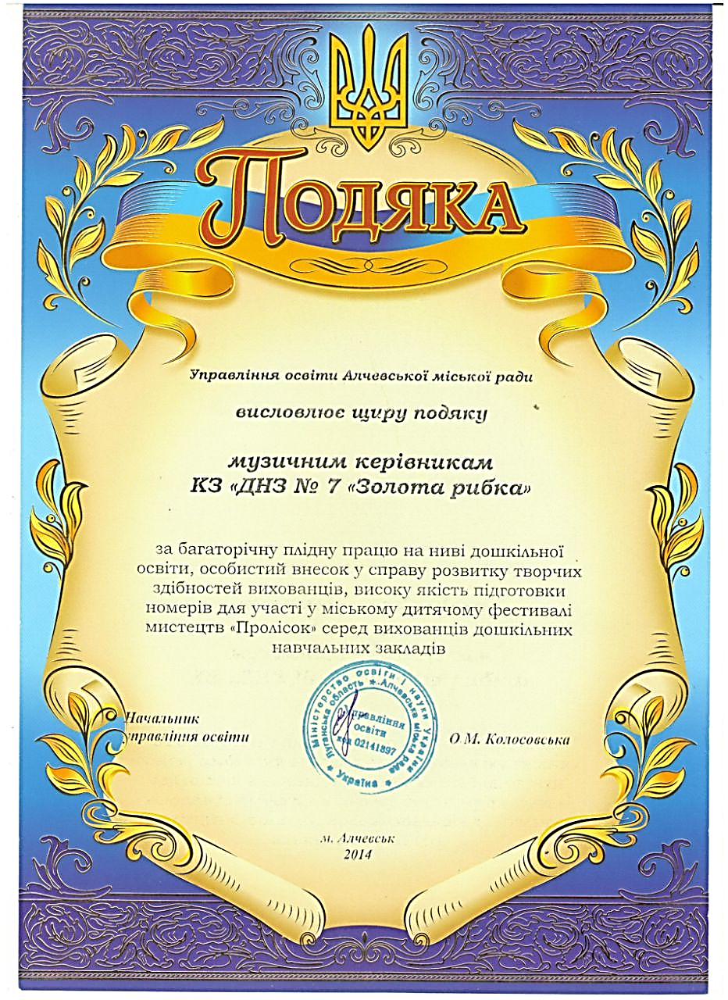 Подяка
Управління освіти Алчевської міської ради
висловлює щиру подяку
музичним керівникам
КЗ «ДНЗ № 7 «Золота рибка»
за багаторічну плідну працю на ниві дошкільної
освіти, особистий внесок у справу розвитку творчих
здібностей вихованців, високу якість підготовки
номерів для участі у міському дитячому фестивалі
мистецтв «Пролісок» серед вихованців дошкільних
навчальних закладів
Міністерство освіти і науки України
Луганська область * Алчевська міська рада
Управління
освіти
код 02141897
* Україна *
Начальник
управління освіти
О М. Колосовська
м. Алчевськ
2014